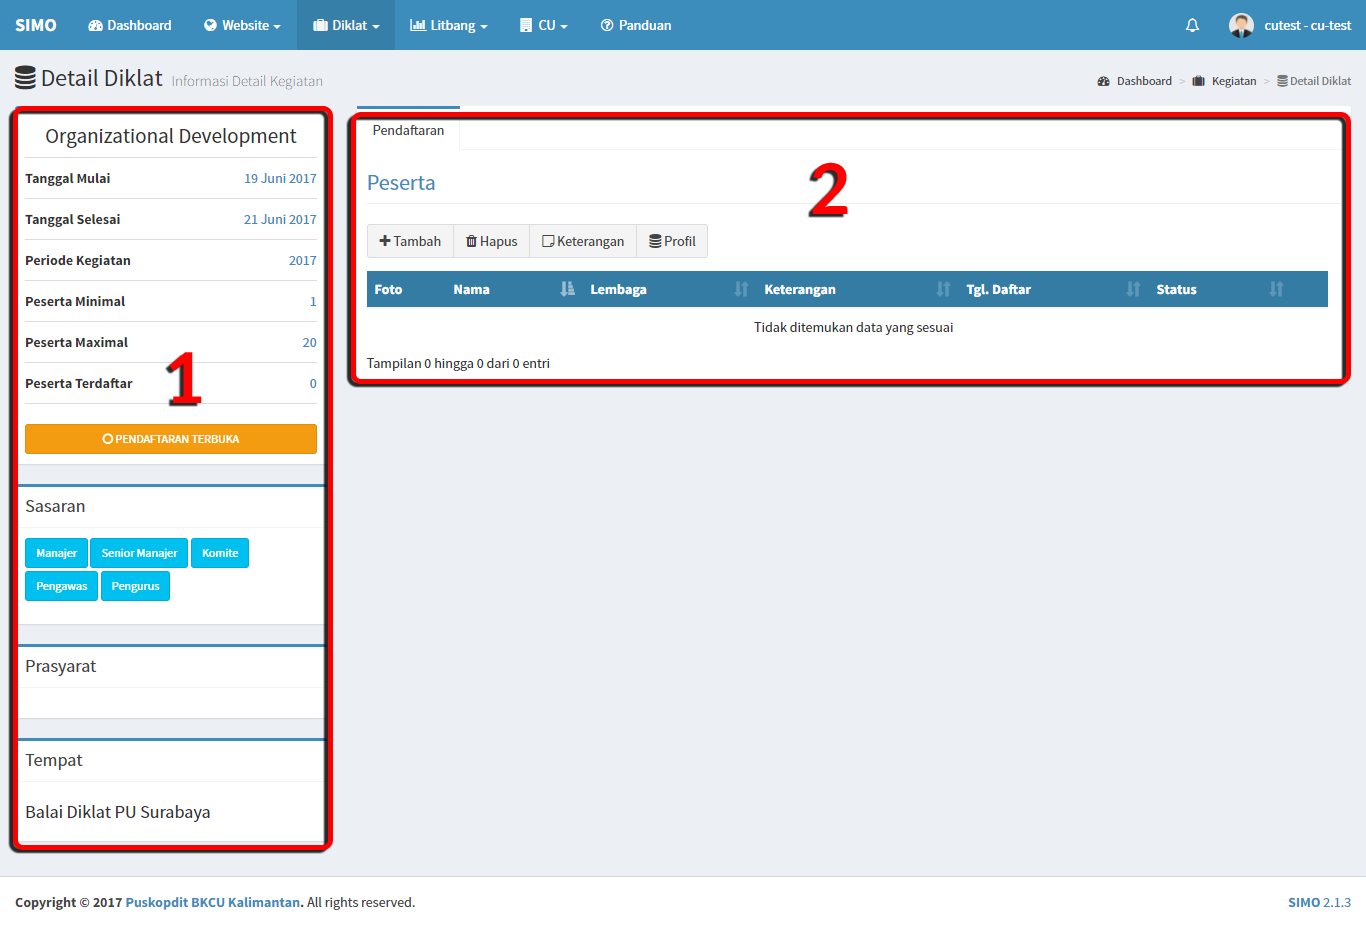 SIMO Dashboard Website Diklat Litbang CU Panduan cutest - cu-test
Detail Diklat Informasi Detail Kegiatan
Dashboard > Kegiatan > Detail Diklat
Organizational Development
Tanggal Mulai 19 Juni 2017
Tanggal Selesai 21 Juni 2017
Periode Kegiatan 2017
Peserta Minimal 1
Peserta Maximal 20
Peserta Terdaftar 0
1
PENDAFTARAN TERBUKA
Sasaran
Manajer Senior Manajer Komite
Pengawas Pengurus
Prasyarat
Tempat
Balai Diklat PU Surabaya
Pendaftaran
2
Peserta
Tambah Hapus Keterangan Profil
Foto Nama Lembaga Keterangan Tgl. Daftar Status
Tidak ditemukan data yang sesuai
Tampilan 0 hingga 0 dari 0 entri
Copyright © 2017 Puskopdit BKCU Kalimantan. All rights reserved.
SIMO 2.1.3